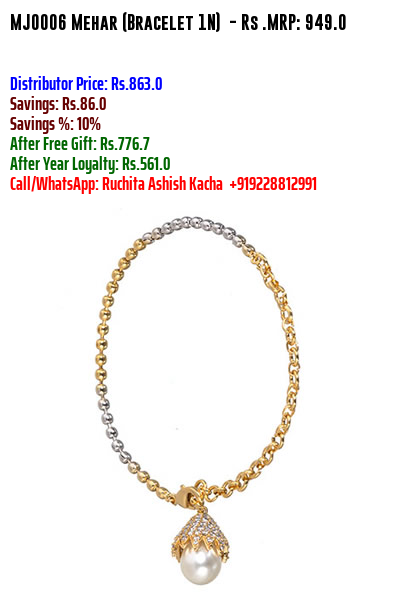 MJ0006 Mehar (Bracelet 1N) - Rs .MRP: 949.0
Distributor Price: Rs.863.0
Savings: Rs.86.0
Savings %: 10%
After Free Gift: Rs.776.7
After Year Loyalty: Rs.561.0
Call/WhatsApp: Ruchita Ashish Kacha +919228812991